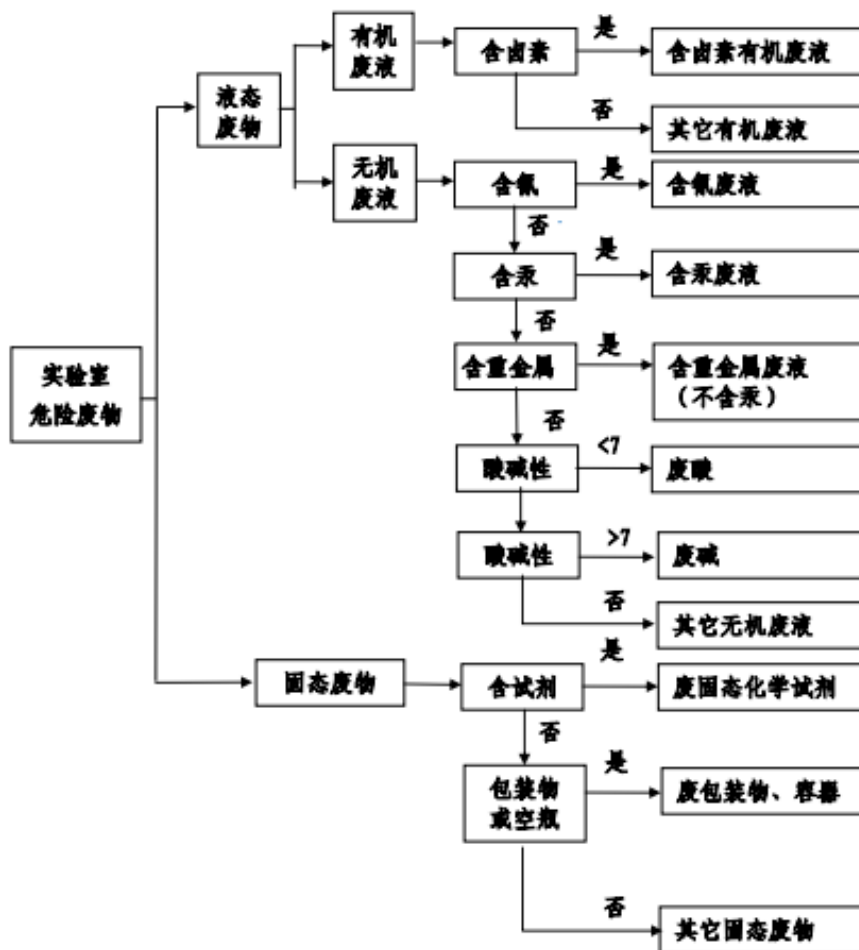 有机
废液
是
含卤素
含卤素有机废液
液态
废物
否
其它有机废液
无机
废液
含氰
是
含氰废液
否
含汞
是
含汞废液
否
实验室
危险废物
含重金属
是
含重金属废液
（不含汞）
否
酸碱性
<7
废酸
酸碱性
>7
废碱
否
其它无机废液
固态废物
含试剂
是
废固态化学试剂
否
包装物
或空瓶
是
废包装物、容器
否
其它固态废物